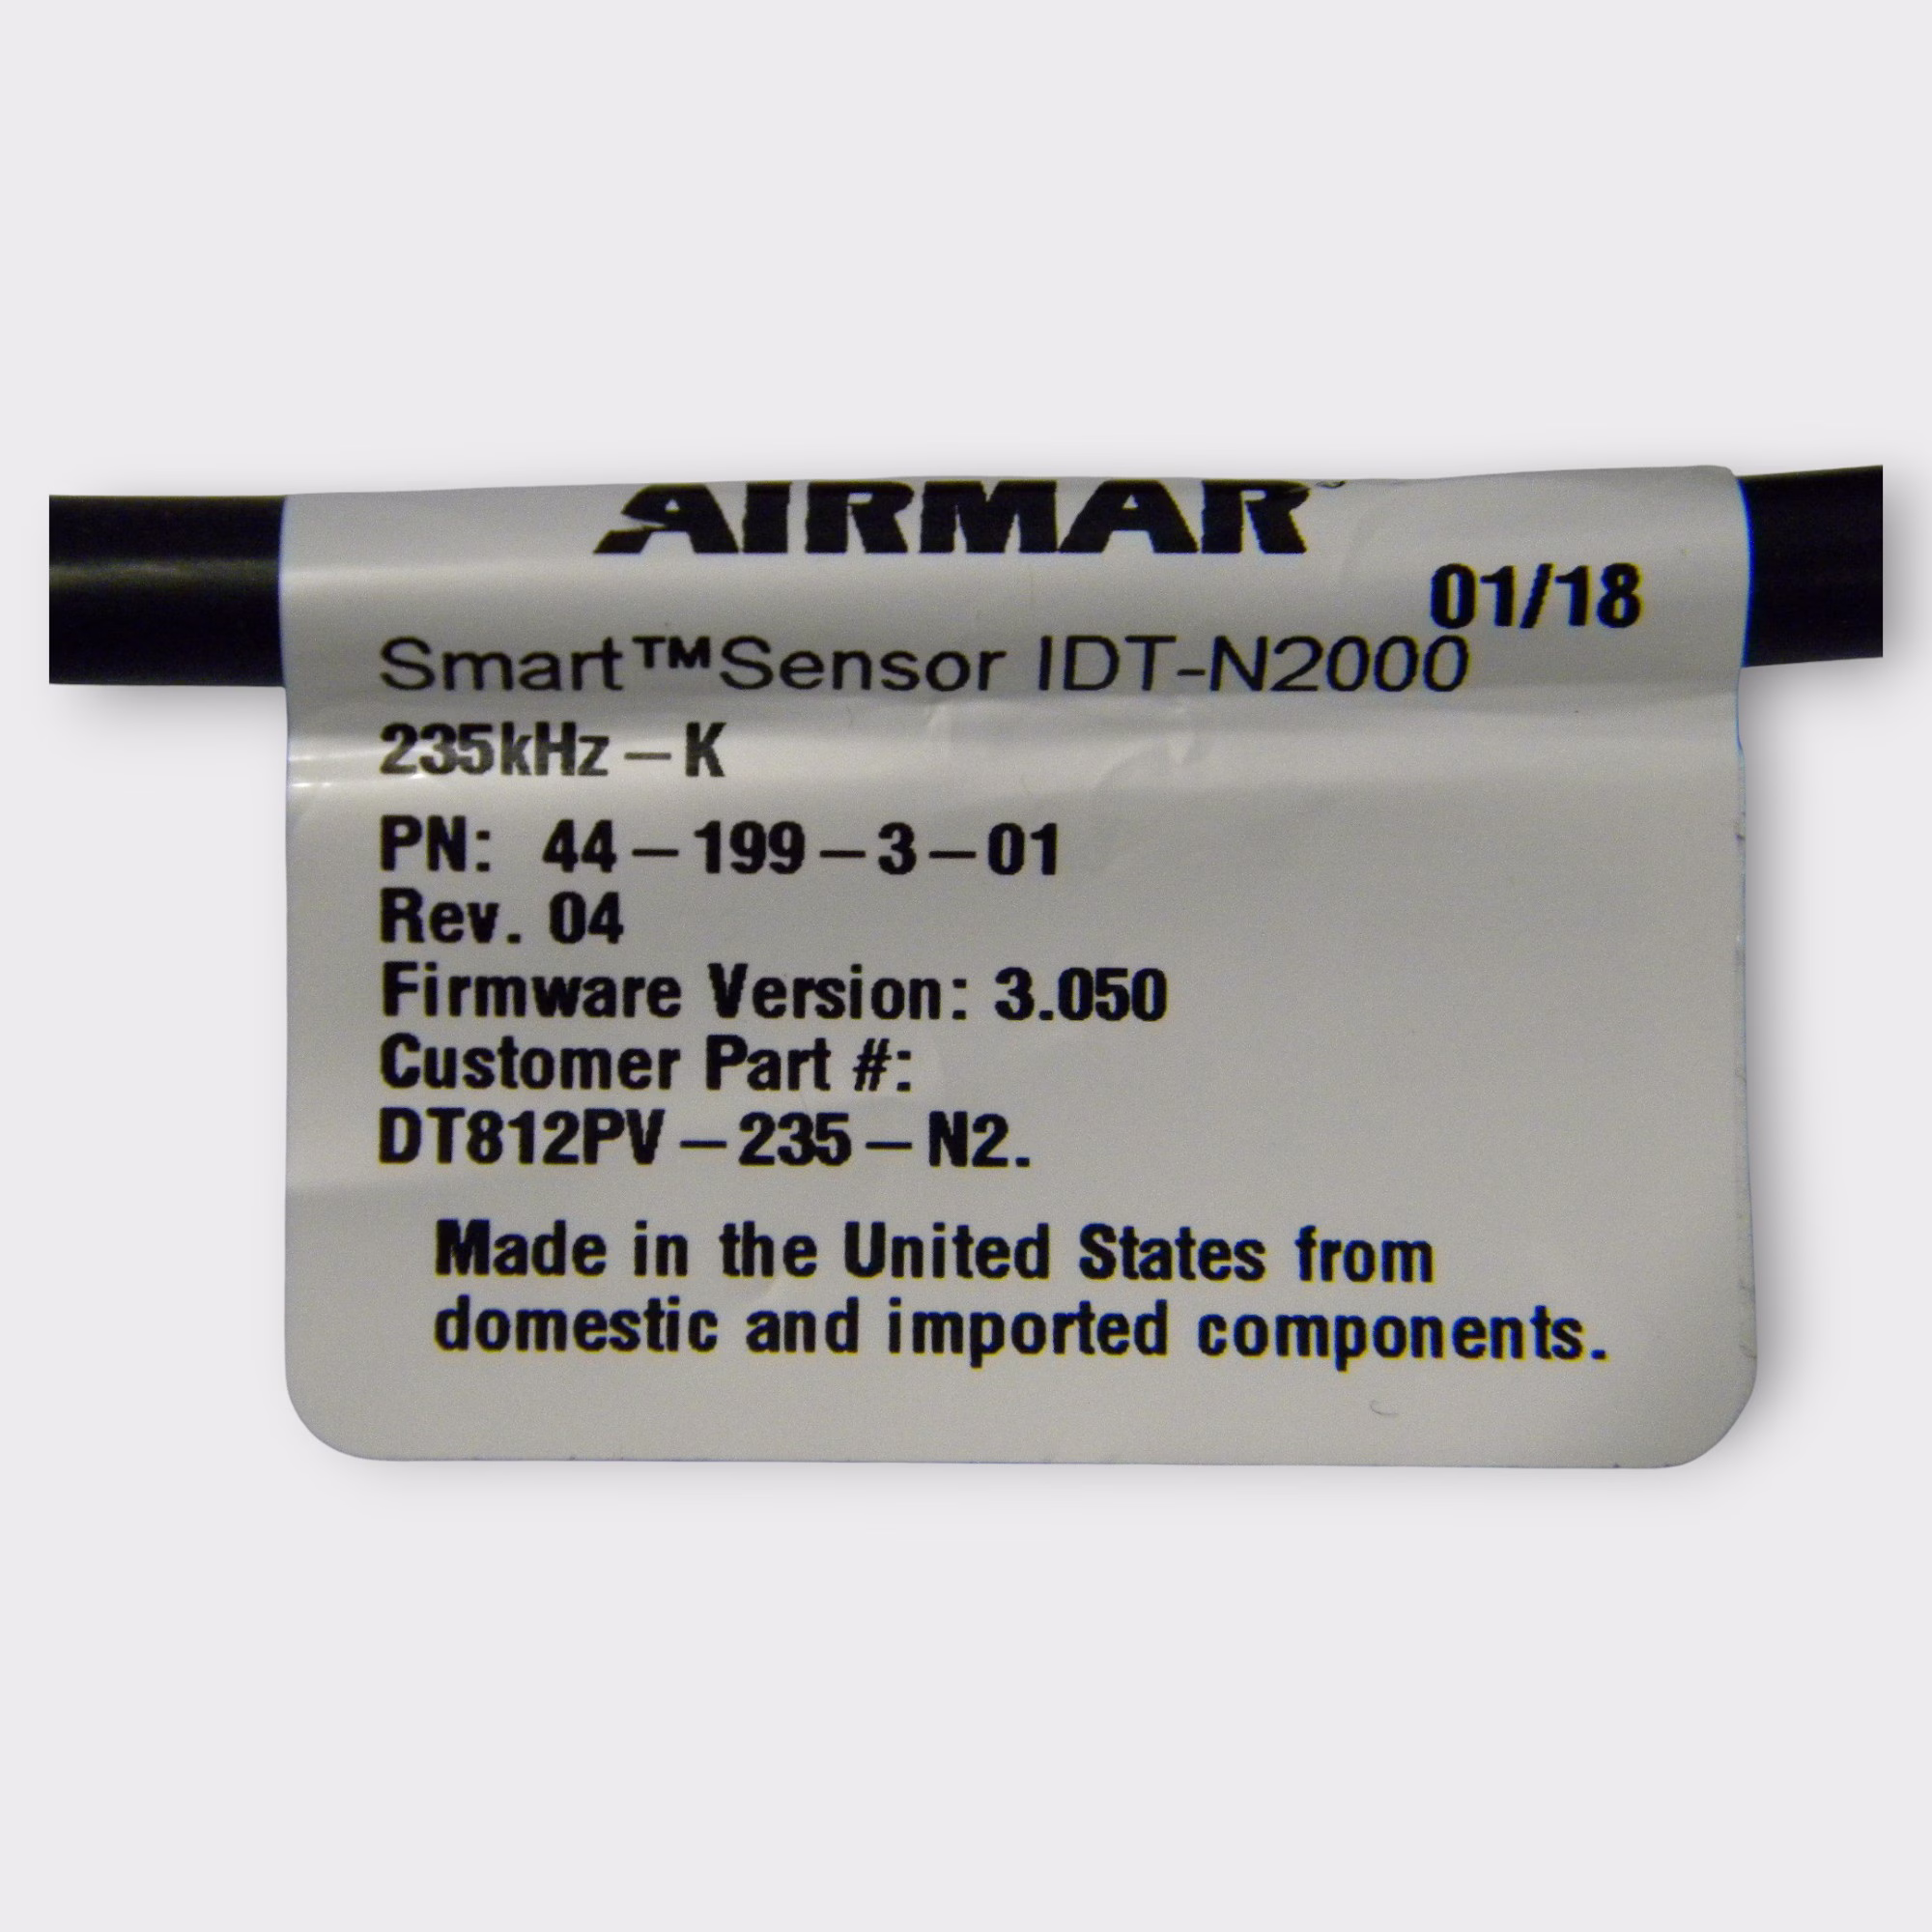 AIRMAR
01/18
Smart™Sensor IDT-N2000
235kHz-K
PN: 44-199-3-01
Rev. 04
Firmware Version: 3.050
Customer Part #:
DT812PV-235-N2.
Made in the United States from
domestic and imported components.